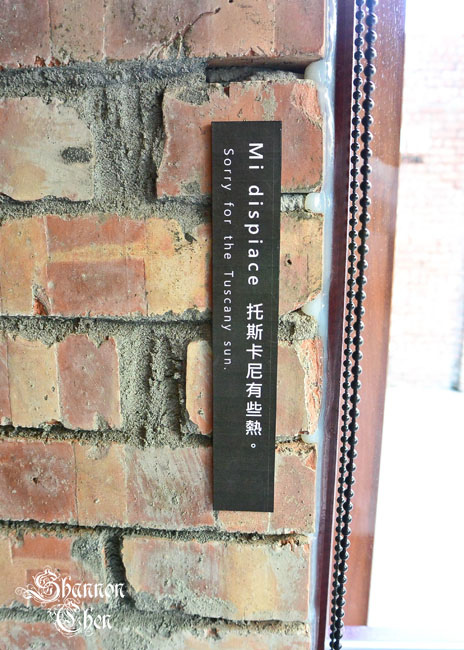 Mi dispiace 托斯卡尼有些熱。
Sorry for the Tuscany sun.
Shannon
Chen